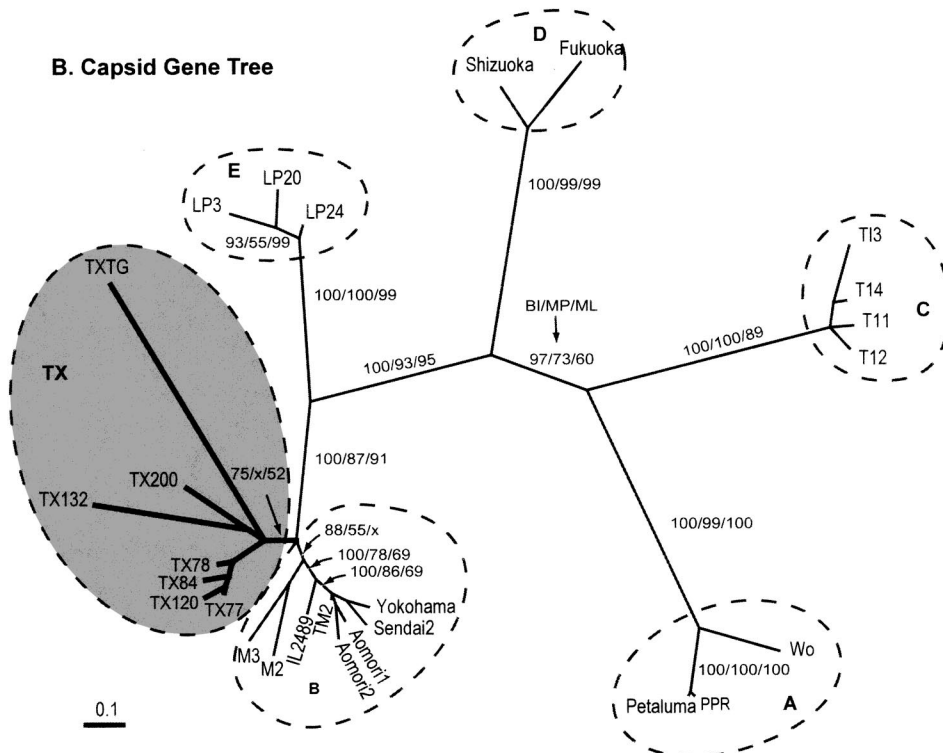 B. Capsid Gene Tree
D
Shizuoka
Fukuoka
100/99/99
E
LP20
LP3
LP24
93/55/99
100/100/99
TI3
T14
T11
T12
C
100/100/89
BI/MP/ML
97/73/60
100/93/95
TXTG
TX
TX200
TX132
75/x/52
100/87/91
TX78
TX84
TX120
TX77
88/55/x
100/78/69
100/86/69
M3
M2
IL2489
TM2
Aomori2
Aomori1
Yokohama
Sendai2
B
100/99/100
Wo
100/100/100
Petaluma
PPR
A
0.1